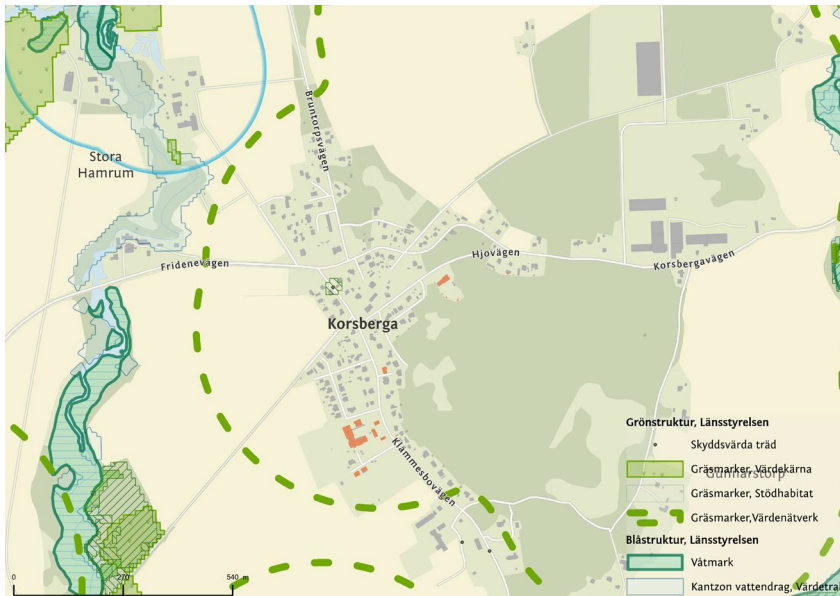 Bruntorpsvägen
Stora
Hamrum
Fridenevägen
Hjovägen
Korsbergavägen
Korsberga
Klämmesbovägen
Gunnarstorp
Grönstruktur, Länsstyrelsen
Skyddsvärda träd
Gräsmarker, Värdekärna
Gräsmarker, Stödhabitat
Gräsmarker,Värdenätverk
Blåstruktur, Länsstyrelsen
Våtmark
Kantzon vattendrag, Värdetra
0 270 540 m